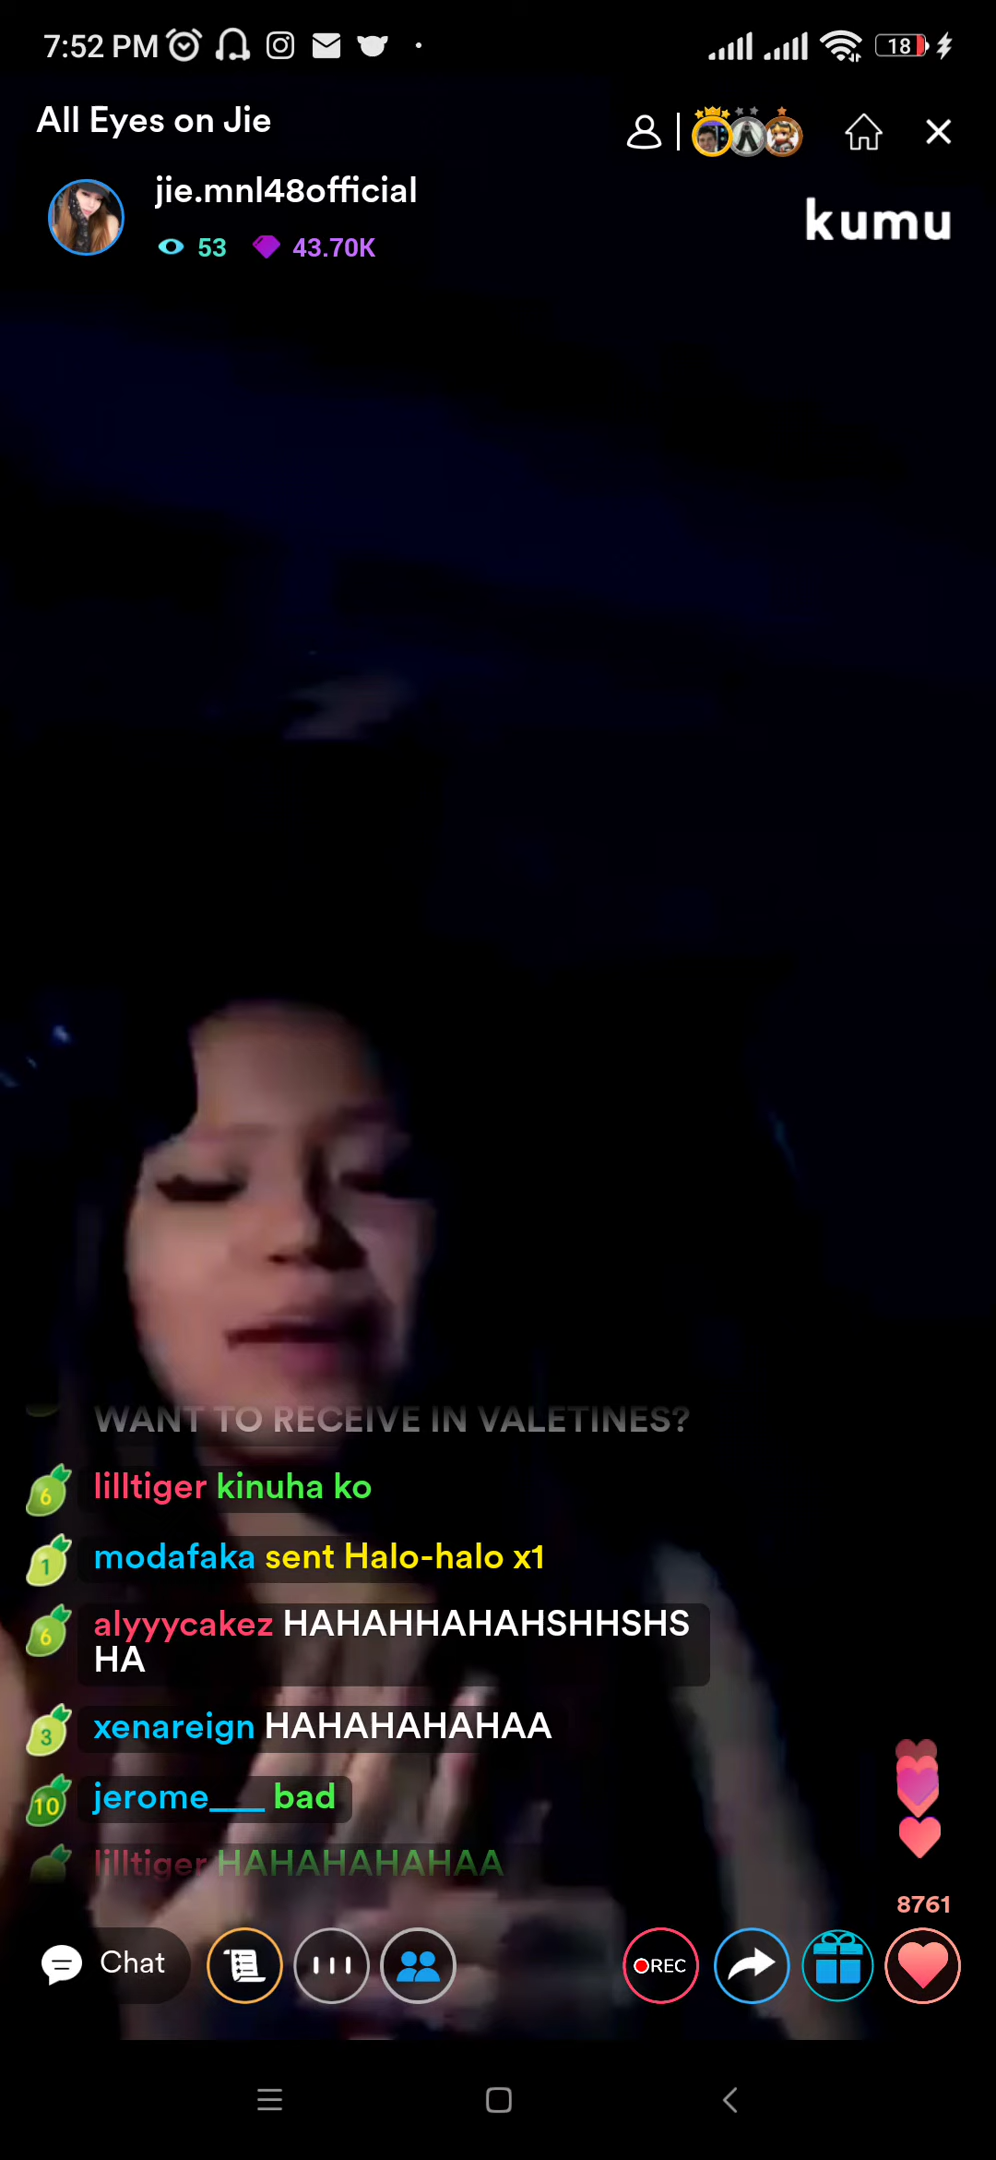 7:52 PM
18
All Eyes on Jie
jie.mnl48official
53 43.70K
kumu
WANT TO RECEIVE IN VALETINES?
6 lilltiger kinuha ko
1 modafaka sent Halo-halo x1
6 alyyycakez HAHAHHAHAHSHHSHS
HA
3 xenareign HAHAHAHAHAA
10 jerome___ bad
lilltiger HAHAHAHAHAA
8761
Chat
REC